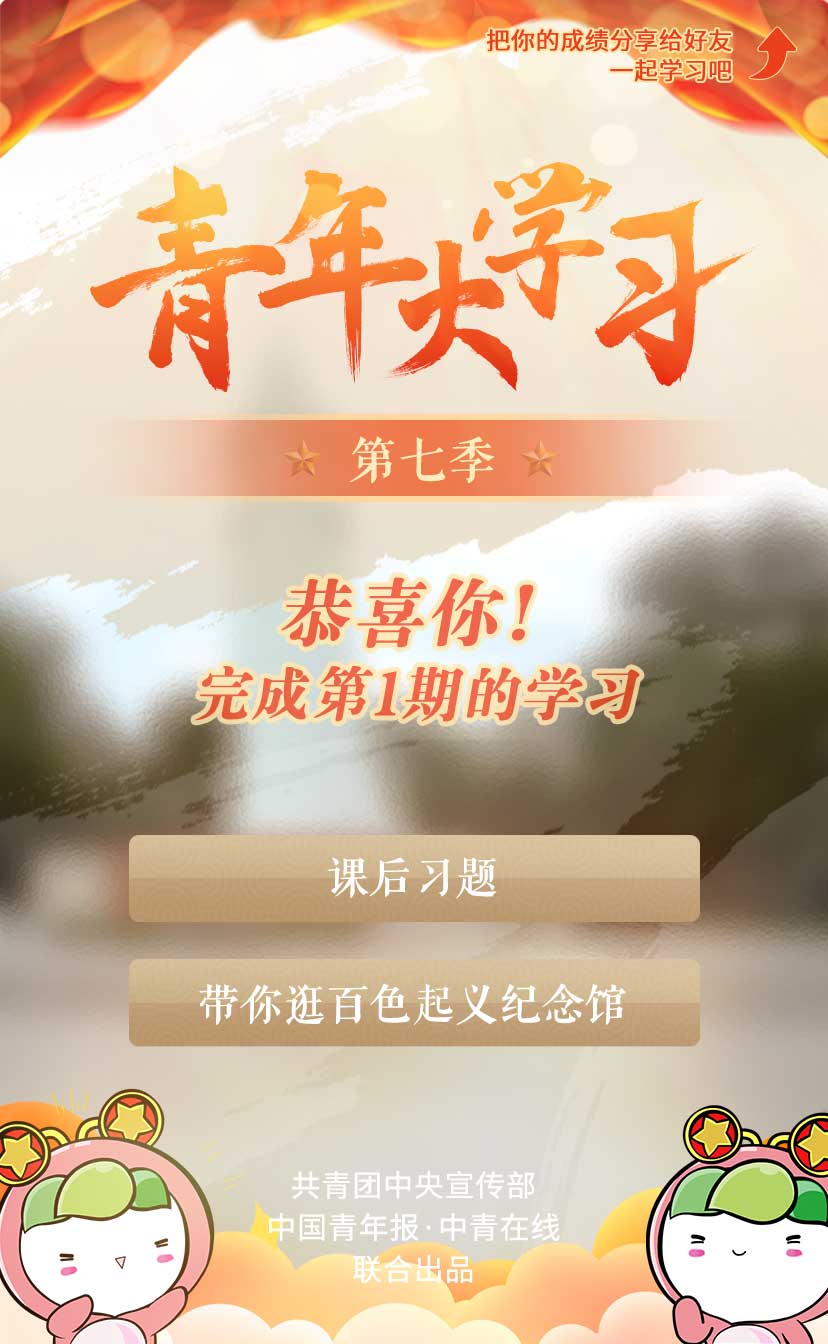 把你的成绩分享给好友
一起学习吧
青年大学习
第七季
恭喜你!
完成第1期的学习
课后习题
带你逛百色起义纪念馆
共青团中央宣传部
中国青年报·中青在线
联合出品